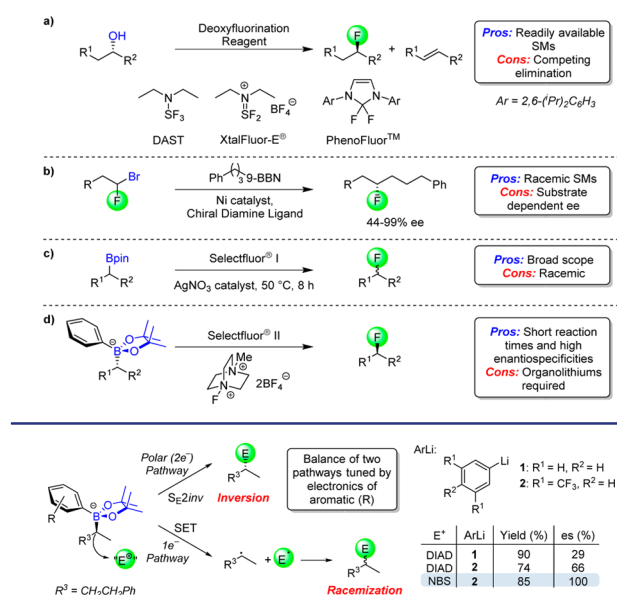 a)
OH
R1
R2
Deoxyfluorination
Reagent
F
R1
R2
+
R1
R2
Pros: Readily available
SMs
Cons: Competing
elimination
N
SF3
DAST
⊕
N
SF2
BF4⊖
XtalFluor-E®
Ar
N
N
Ar
F
F
PhenoFluor™
Ar = 2,6-(iPr)2C6H3
b)
R
Br
F
Ph
3
9-BBN
Ni catalyst,
Chiral Diamine Ligand
R
Ph
F
44-99% ee
Pros: Racemic SMs
Cons: Substrate
dependent ee
c)
Bpin
R1
R2
Selectfluor® I
AgNO3 catalyst, 50 °C, 8 h
F
R1
R2
Pros: Broad scope
Cons: Racemic
d)
⊖
B
O
O
R1
R2
Selectfluor® II
Me
N
⊕
N
⊕
F
2BF4⊖
F
R1
R2
Pros: Short reaction
times and high
enantiospecificities
Cons: Organolithiums
required
R
⊖
B
O
O
R3
"E⊕"
R3 = CH2CH2Ph
Polar (2e−)
Pathway
SE2inv
E
R3
Inversion
SET
1e−
Pathway
R3
+
E
E
R3
Racemization
Balance of two
pathways tuned by
electronics of
aromatic (R)
ArLi:
R1
R2
R1
Li
1: R1 = H, R2 = H
2: R1 = CF3, R2 = H
E+ ArLi Yield (%) es (%)
DIAD 1 90 29
DIAD 2 74 66
NBS 2 85 100